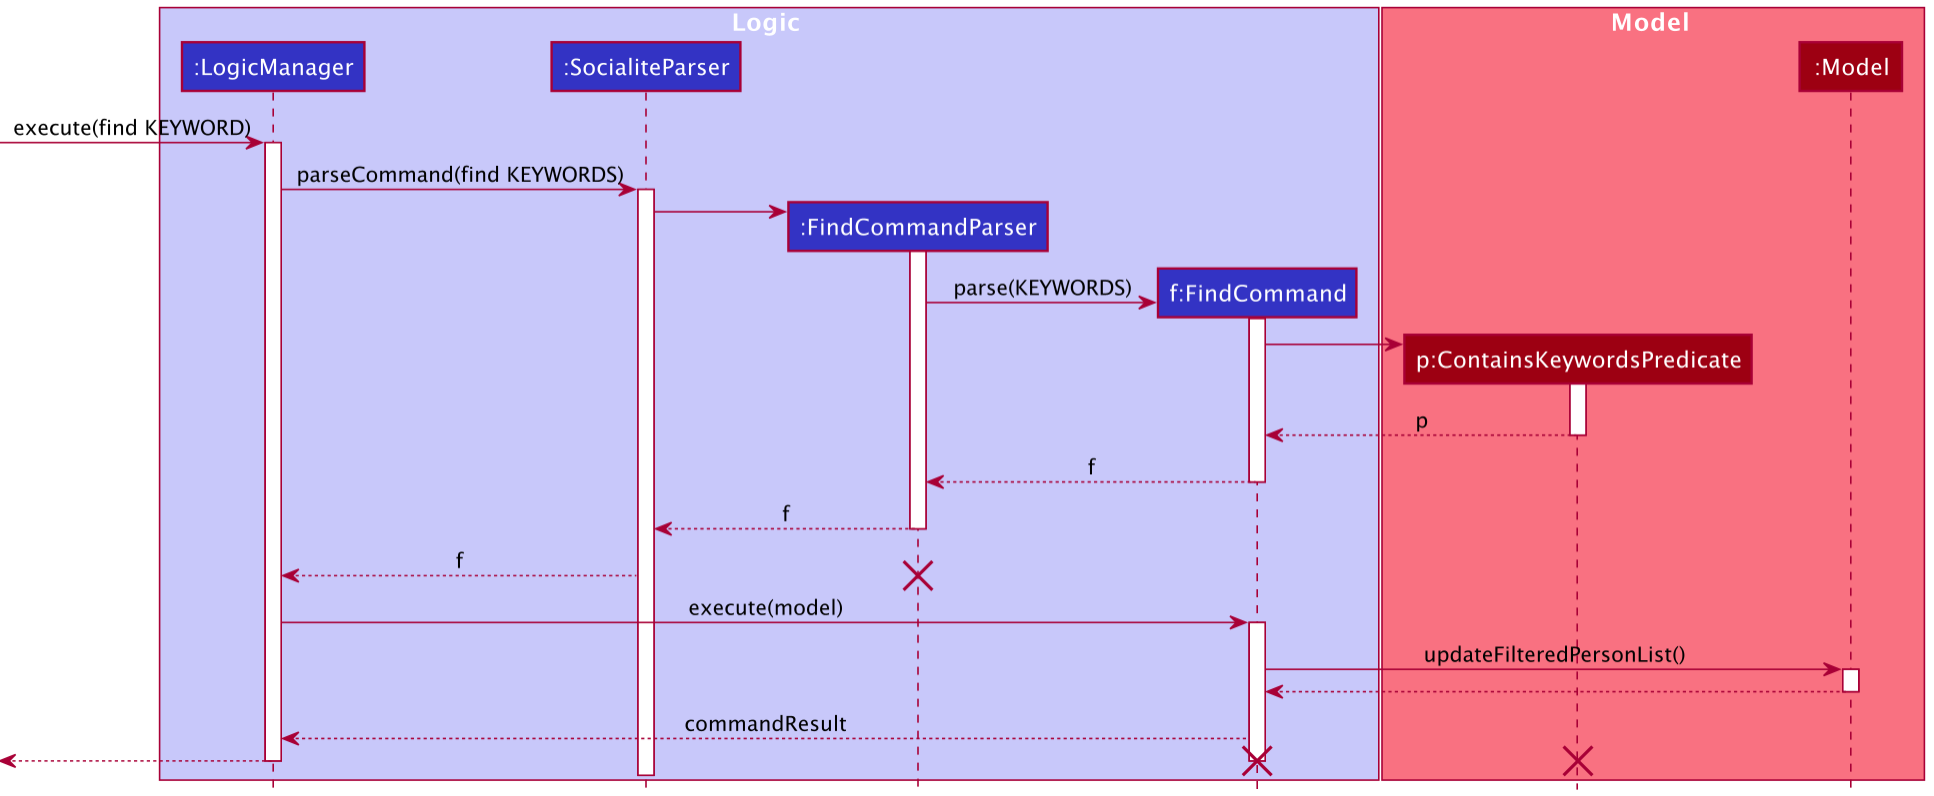 Logic
Model
:LogicManager
:SocialiteParser
:Model
execute(find KEYWORD)
parseCommand(find KEYWORDS)
:FindCommandParser
parse(KEYWORDS)
f:FindCommand
p:ContainsKeywordsPredicate
p
f
f
f
execute(model)
updateFilteredPersonList()
commandResult